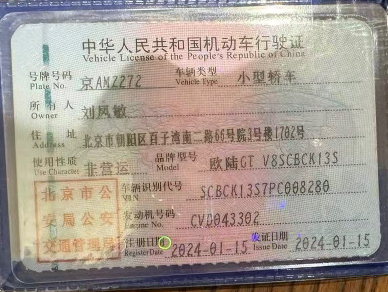 中华人民共和国机动车行驶证
Vehicle License of the People's Republic of China
号牌号码 京AMZ272 车辆类型 小型轿车
Plate No. Vehicle Type
所有人 刘凤敏
Owner
住址 北京市朝阳区百子湾南二路66号院3号楼1702号
Address
使用性质 非营运 品牌型号 欧陆GT V8SCBCK13S
Use Character Model
北京市公安局公安交通管理局
车辆识别代号 SCBCK13S7PC008280
VIN
发动机号码 CVD043302
Engine No.
注册日期 2024-01-15 发证日期 2024-01-15
Register Date Issue Date